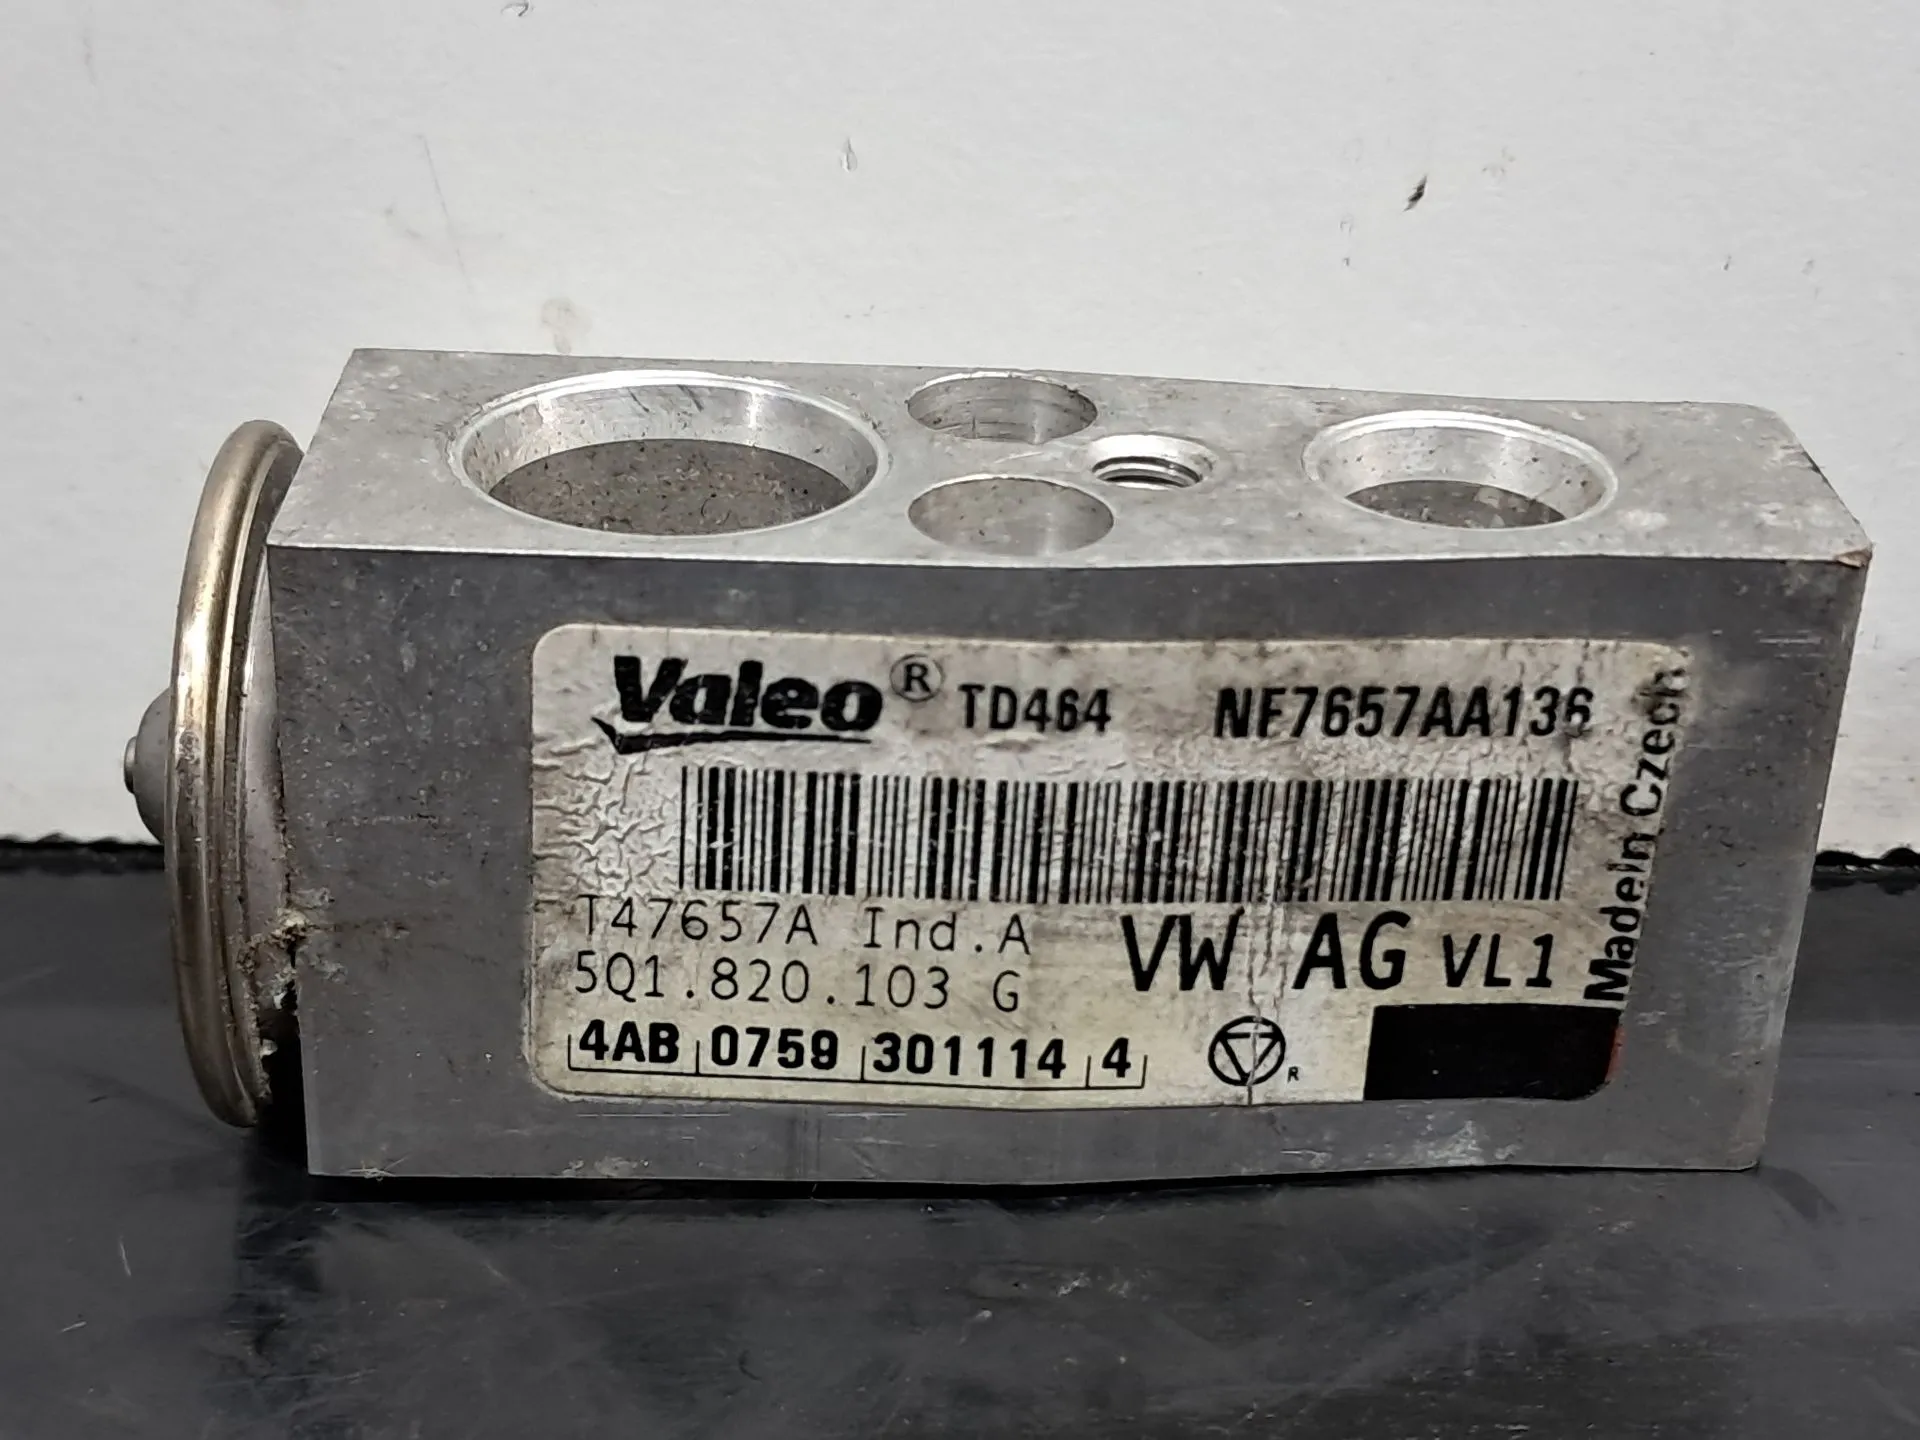 Valeo® TD464 NF7657AA136
T47657A Ind.A
5Q1.820.103 G
VW AG VL1
4AB 0759 301114 4
R
Made in Czech